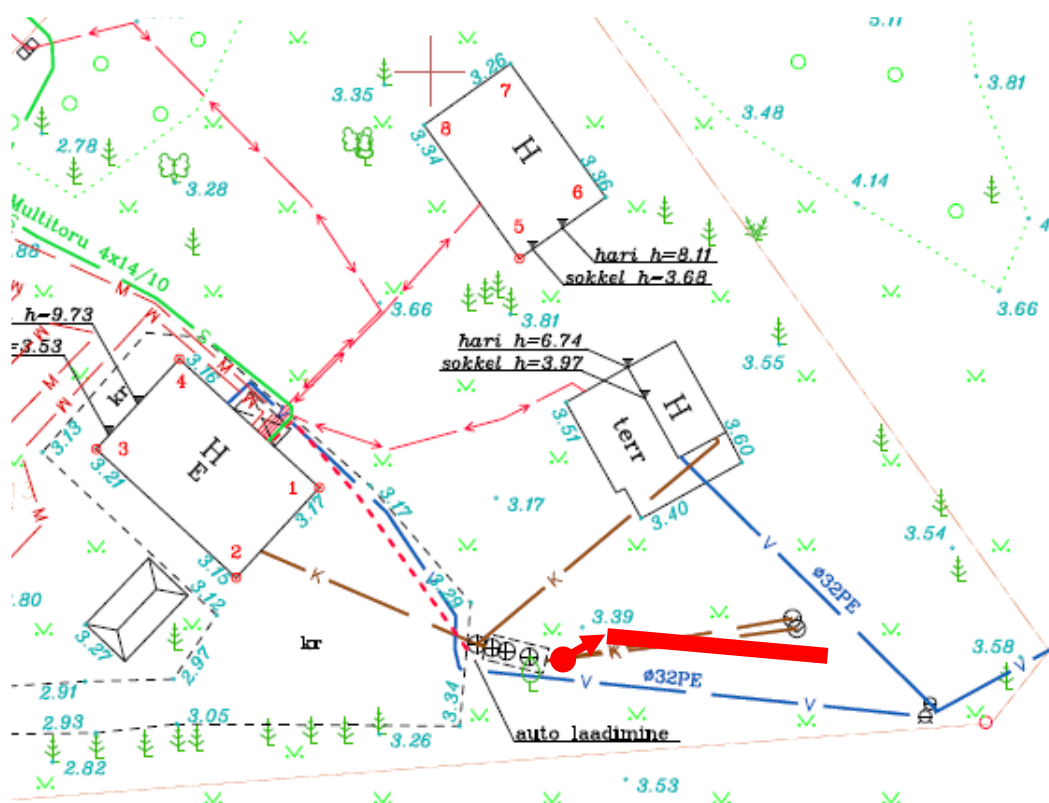 5.11
3.26
3.81
3.35
7
3.48
8
H
3.34
2.78
6
3.36
3.28
4.14
Multitoru 4x14/10
S
5
4.
.88
hari h=8.11
sokkel h=3.68
M
M
3.66
3.66
h=9.73
3.81
M
S
hari h=6.74
=3.53
M
sokkel h=3.97
3.55
3.16
4
M
M
M
kr
M
H
3.51
terr
3.13
3
H
E
3.60
3.21
1
3.17
3.17
3.17
3.40
M
3.54
V
2
K
V
K
3.15
ø32PE
3.29
3.12
V
.80
3.39
3.27
kr
K
3.58
V
2.97
ø32PE
2.91
V
V
3.34
3.05
2.93
3.26
auto laadimine
2.82
3.53